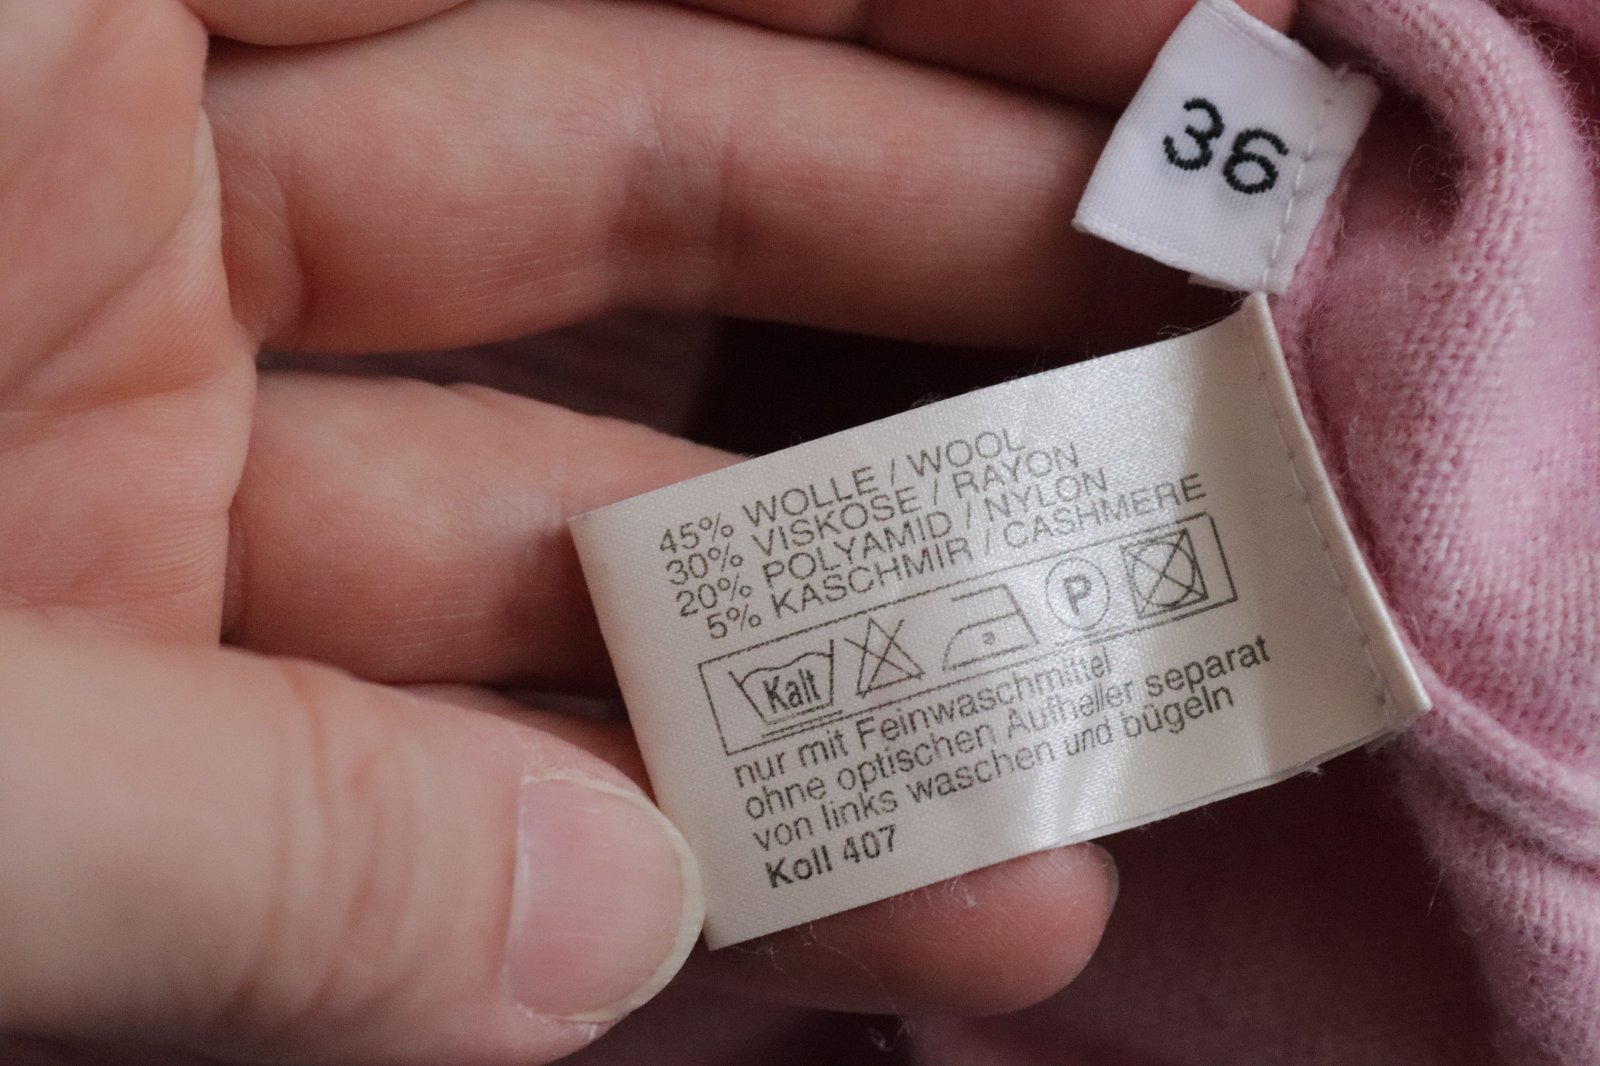 36
45% WOLLE / WOOL
30% VISKOSE / RAYON
20% POLYAMID / NYLON
5% KASCHMIR / CASHMERE
Kalt P
nur mit Feinwaschmittel
ohne optischen Aufheller separat
von links waschen und bügeln
Koll 407